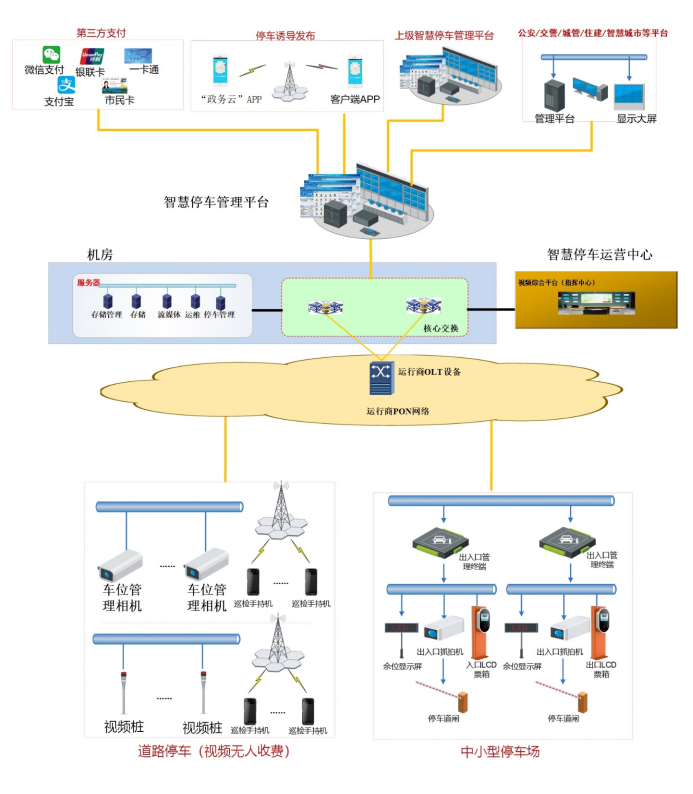 第三方支付
停车诱导发布
上级智慧停车管理平台
公安/交警/城管/住建/智慧城市等平台
微信支付
银联卡
一卡通
支付宝
市民卡
“政务云”APP
客户端APP
管理平台
显示大屏
智慧停车管理平台
机房
智慧停车运营中心
服务器
存储管理
存储
流媒体
运维
停车管理
核心交换
视频综合平台（指挥中心）
运行商OLT设备
运行商PON网络
车位管
理相机
......
车位管
理相机
巡检手持机
......
巡检手持机
视频桩
......
视频桩
巡检手持机
......
巡检手持机
道路停车（视频无人收费）
出入口管
理终端
出入口管
理终端
余位显示屏
出入口抓拍机
入口LCD
票箱
余位显示屏
出入口抓拍机
出口LCD
票箱
停车道闸
停车道闸
中小型停车场